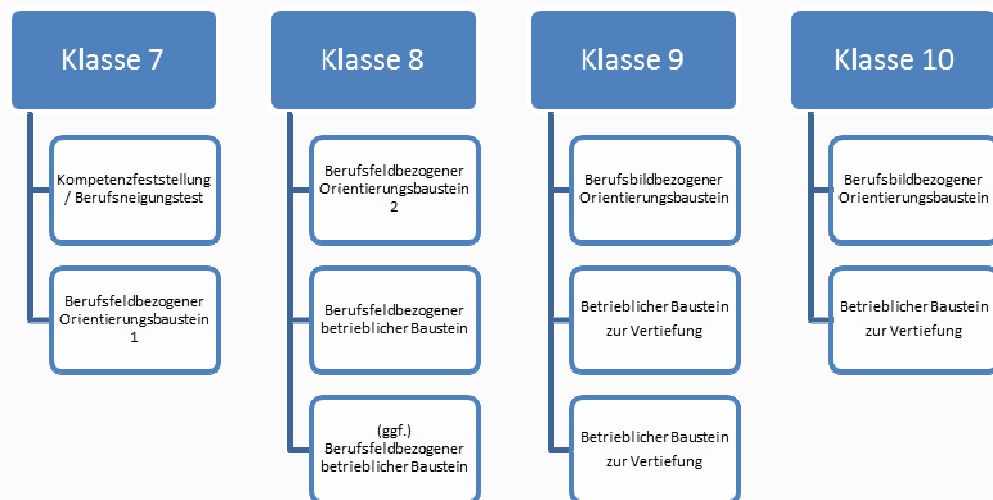 Klasse 7
Kompetenzfeststellung
/ Berufsneigungstest
Berufsfeldbezogener
Orientierungsbaustein
1
Klasse 8
Berufsfeldbezogener
Orientierungsbaustein
2
Berufsfeldbezogener
betrieblicher Baustein
(ggf.)
Berufsfeldbezogener
betrieblicher Baustein
Klasse 9
Berufsbildbezogener
Orientierungsbaustein
Betrieblicher Baustein
zur Vertiefung
Betrieblicher Baustein
zur Vertiefung
Klasse 10
Berufsbildbezogener
Orientierungsbaustein
Betrieblicher Baustein
zur Vertiefung